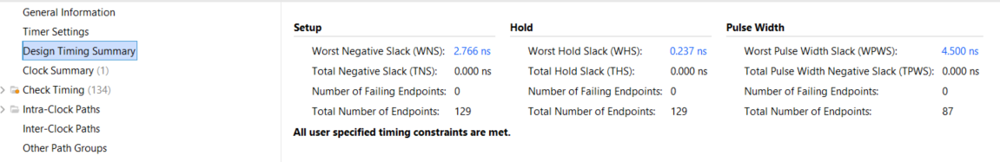 General Information
Timer Settings
Design Timing Summary
Clock Summary (1)
Check Timing (134)
Intra-Clock Paths
Inter-Clock Paths
Other Path Groups
Setup
Worst Negative Slack (WNS): 2.766 ns
Total Negative Slack (TNS): 0.000 ns
Number of Failing Endpoints: 0
Total Number of Endpoints: 129
Hold
Worst Hold Slack (WHS): 0.237 ns
Total Hold Slack (THS): 0.000 ns
Number of Failing Endpoints: 0
Total Number of Endpoints: 129
Pulse Width
Worst Pulse Width Slack (WPWS): 4.500 ns
Total Pulse Width Negative Slack (TPWS): 0.000 ns
Number of Failing Endpoints: 0
Total Number of Endpoints: 87
All user specified timing constraints are met.